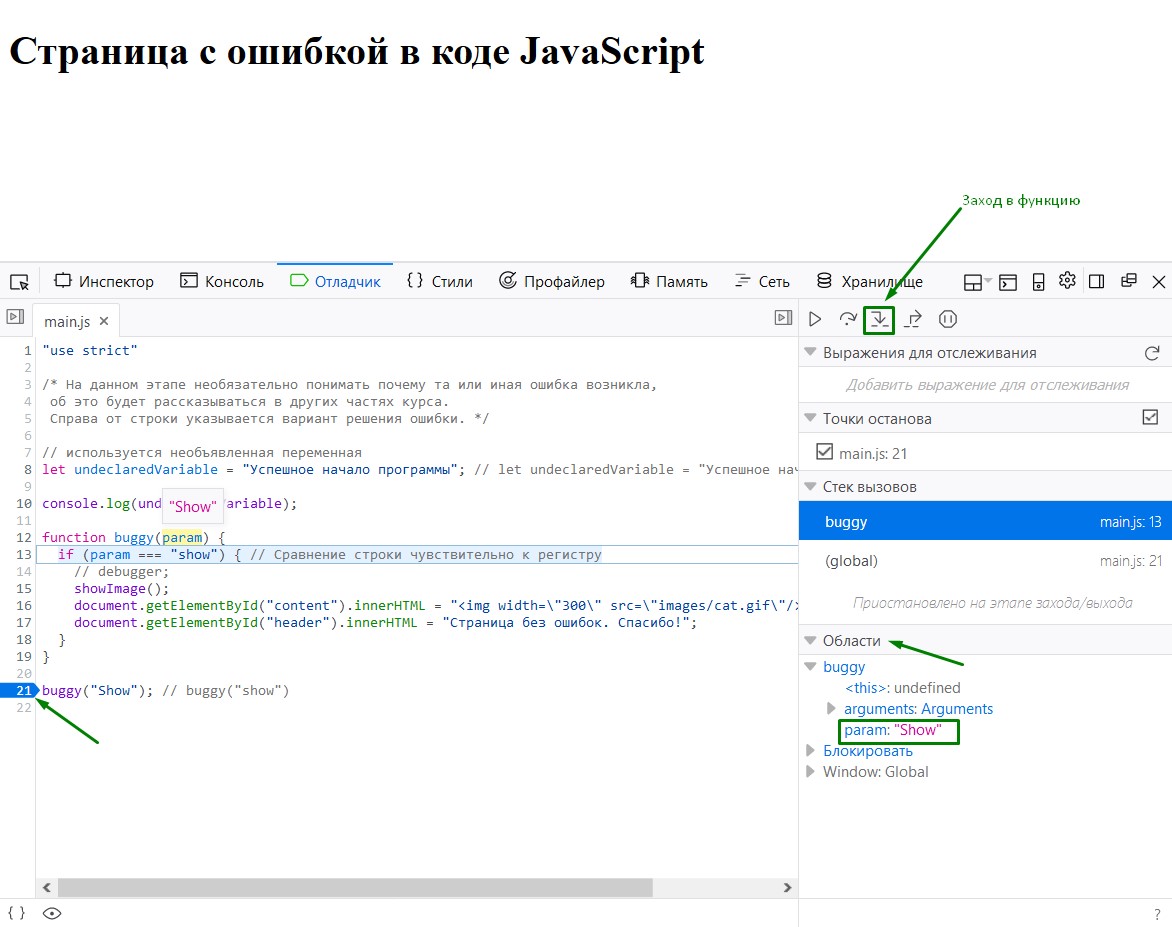 Страница с ошибкой в коде JavaScript
Заход в функцию
Инспектор Консоль Отладчик Стили Профайлер Память Сеть Хранилище
main.js
Выражения для отслеживания
Добавить выражение для отслеживания
Точки останова
main.js: 21
Стек вызовов
buggy main.js: 13
(global) main.js: 21
Приостановлено на этапе захода/выхода
Области
buggy
<this>: undefined
arguments: Arguments
param: "Show"
Блокировать
Window: Global
1 "use strict"
2
3 /* На данном этапе необязательно понимать почему та или иная ошибка возникла,
4 об это будет рассказываться в других частях курса.
5 Справа от строки указывается вариант решения ошибки. */
6
7 // используется необъявленная переменная
8 let undeclaredVariable = "Успешное начало программы"; // let undeclaredVariable = "Успешное нач
9
10 console.log(und ariable);
"Show"
11
12 function buggy(param) {
13 if (param === "show") { // Сравнение строки чувствительно к регистру
14 // debugger;
15 showImage();
16 document.getElementById("content").innerHTML = "<img width=\"300\" src=\"images/cat.gif\"/>
17 document.getElementById("header").innerHTML = "Страница без ошибок. Спасибо!";
18 }
19 }
20
21 buggy("Show"); // buggy("show")
22
{ }
?